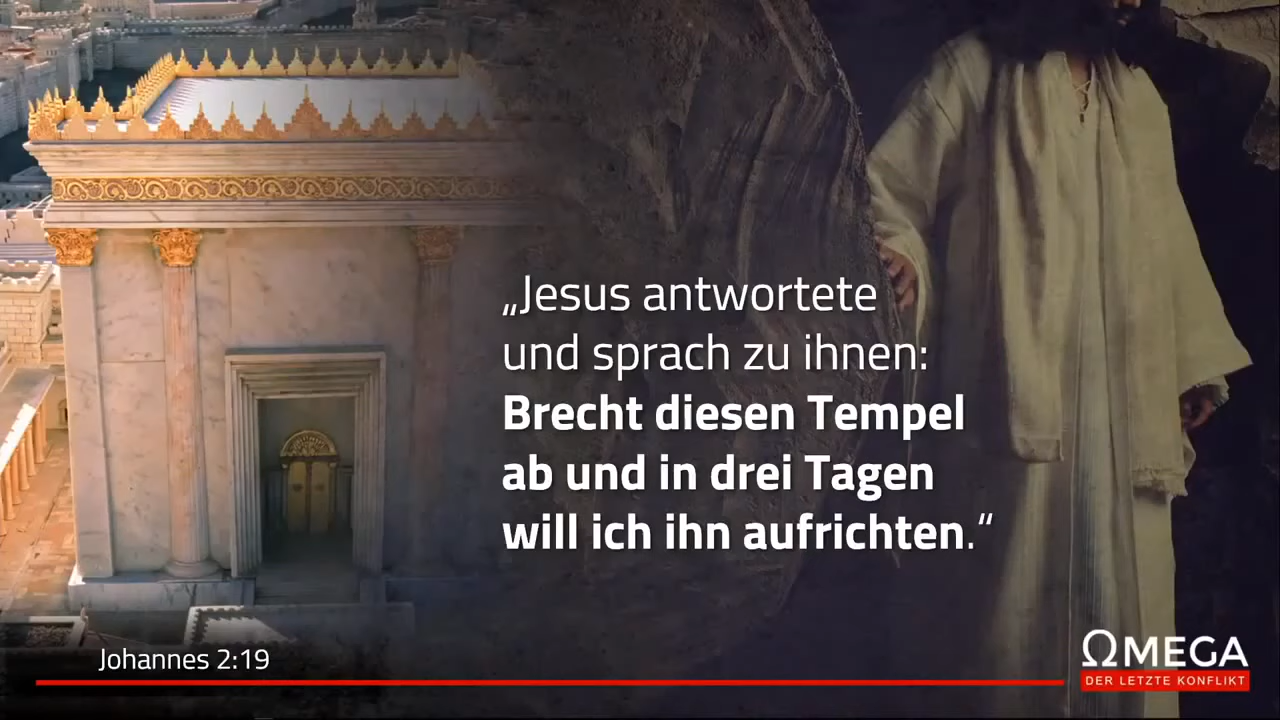 „Jesus antwortete
und sprach zu ihnen:
Brecht diesen Tempel
ab und in drei Tagen
will ich ihn aufrichten.“
Johannes 2:19
ΩMEGA
DER LETZTE KONFLIKT